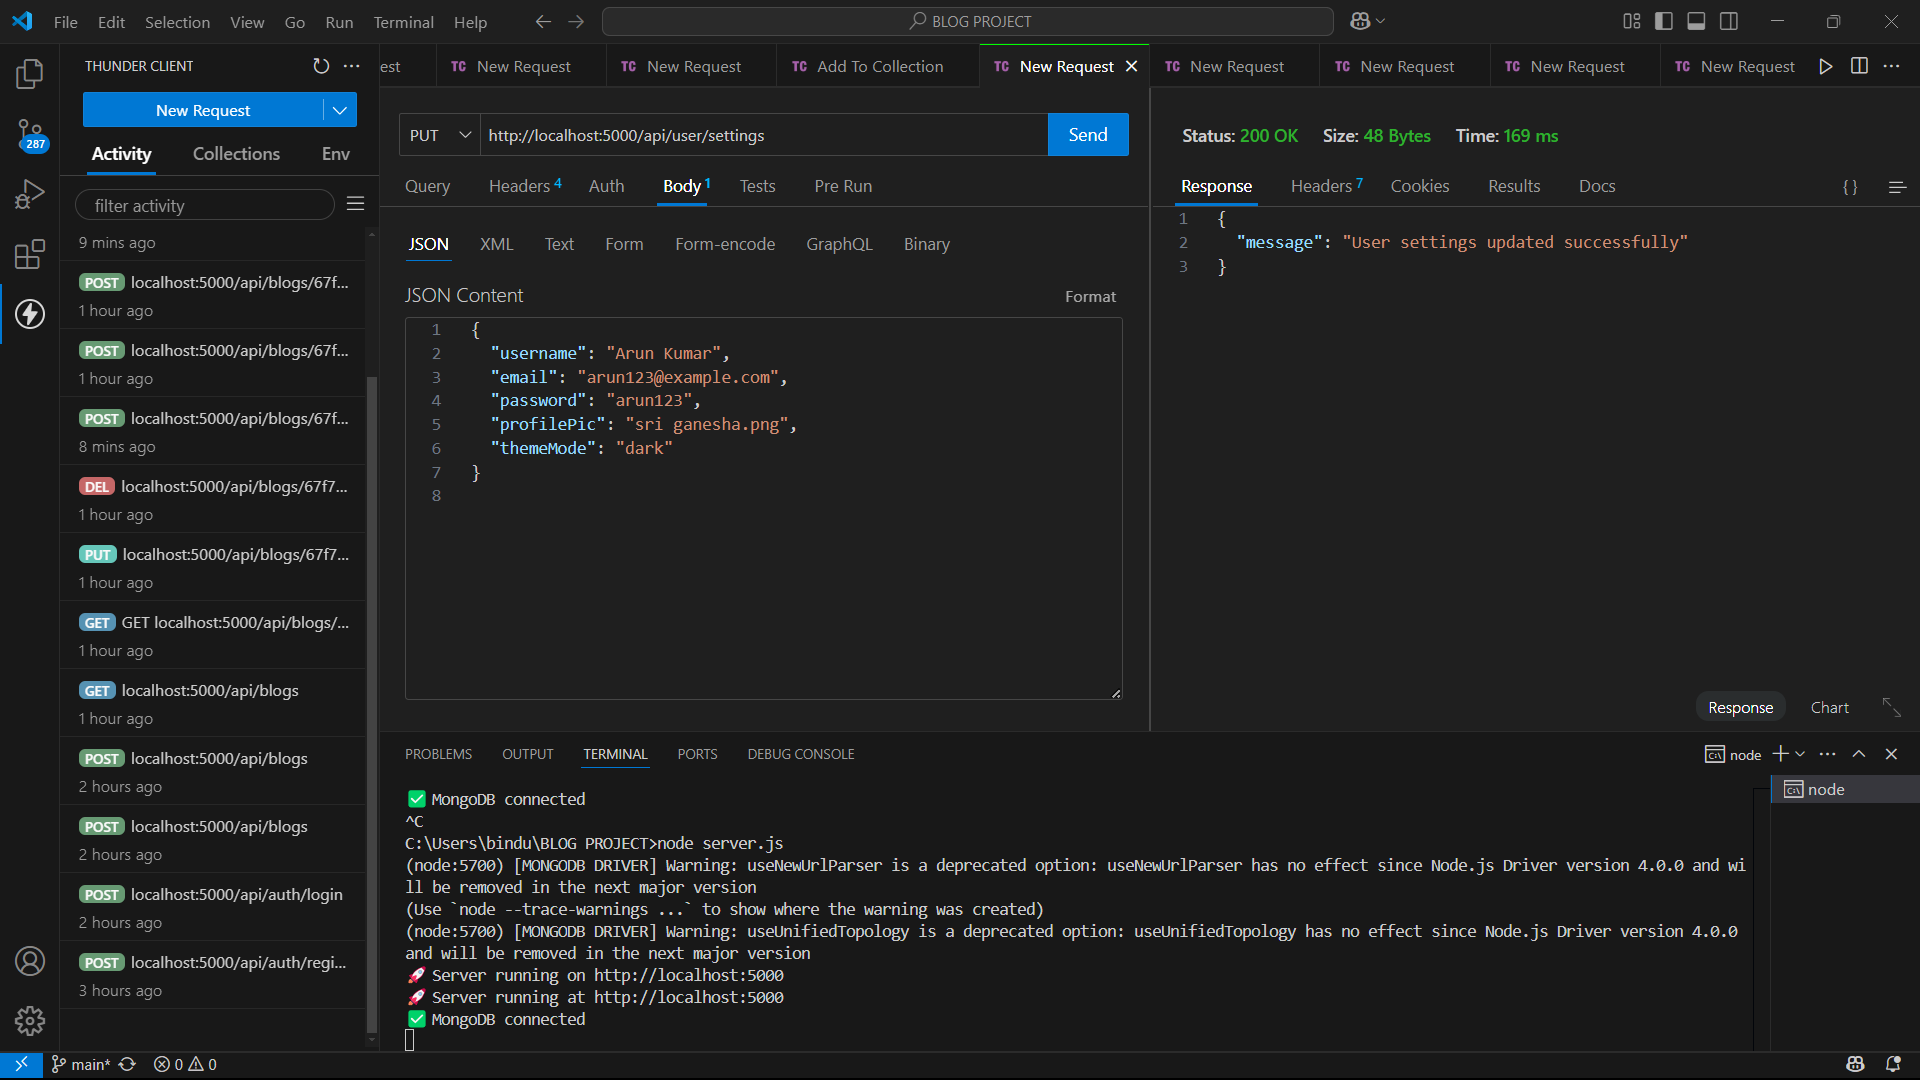 File Edit Selection View Go Run Terminal Help
BLOG PROJECT
THUNDER CLIENT
New Request
Activity Collections Env
filter activity
9 mins ago
POST localhost:5000/api/blogs/67f...
1 hour ago
POST localhost:5000/api/blogs/67f...
1 hour ago
POST localhost:5000/api/blogs/67f...
8 mins ago
DEL localhost:5000/api/blogs/67f7...
1 hour ago
PUT localhost:5000/api/blogs/67f7...
1 hour ago
GET GET localhost:5000/api/blogs/...
1 hour ago
GET localhost:5000/api/blogs
1 hour ago
POST localhost:5000/api/blogs
2 hours ago
POST localhost:5000/api/blogs
2 hours ago
POST localhost:5000/api/auth/login
2 hours ago
POST localhost:5000/api/auth/regi...
3 hours ago
287
est TC New Request TC New Request TC Add To Collection TC New Request TC New Request TC New Request TC New Request TC New Request
PUT http://localhost:5000/api/user/settings Send
Query Headers 4 Auth Body 1 Tests Pre Run
JSON XML Text Form Form-encode GraphQL Binary
JSON Content Format
1 {
2 "username": "Arun Kumar",
3 "email": "arun123@example.com",
4 "password": "arun123",
5 "profilePic": "sri ganesha.png",
6 "themeMode": "dark"
7 }
8
Status: 200 OK Size: 48 Bytes Time: 169 ms
Response Headers 7 Cookies Results Docs { }
1 {
2 "message": "User settings updated successfully"
3 }
Response Chart
PROBLEMS OUTPUT TERMINAL PORTS DEBUG CONSOLE
node
node
✅ MongoDB connected
^C
C:\Users\bindu\BLOG PROJECT>node server.js
(node:5700) [MONGODB DRIVER] Warning: useNewUrlParser is a deprecated option: useNewUrlParser has no effect since Node.js Driver version 4.0.0 and wi
ll be removed in the next major version
(Use `node --trace-warnings ...` to show where the warning was created)
(node:5700) [MONGODB DRIVER] Warning: useUnifiedTopology is a deprecated option: useUnifiedTopology has no effect since Node.js Driver version 4.0.0
and will be removed in the next major version
🚀 Server running on http://localhost:5000
🚀 Server running at http://localhost:5000
✅ MongoDB connected
main* 0 0